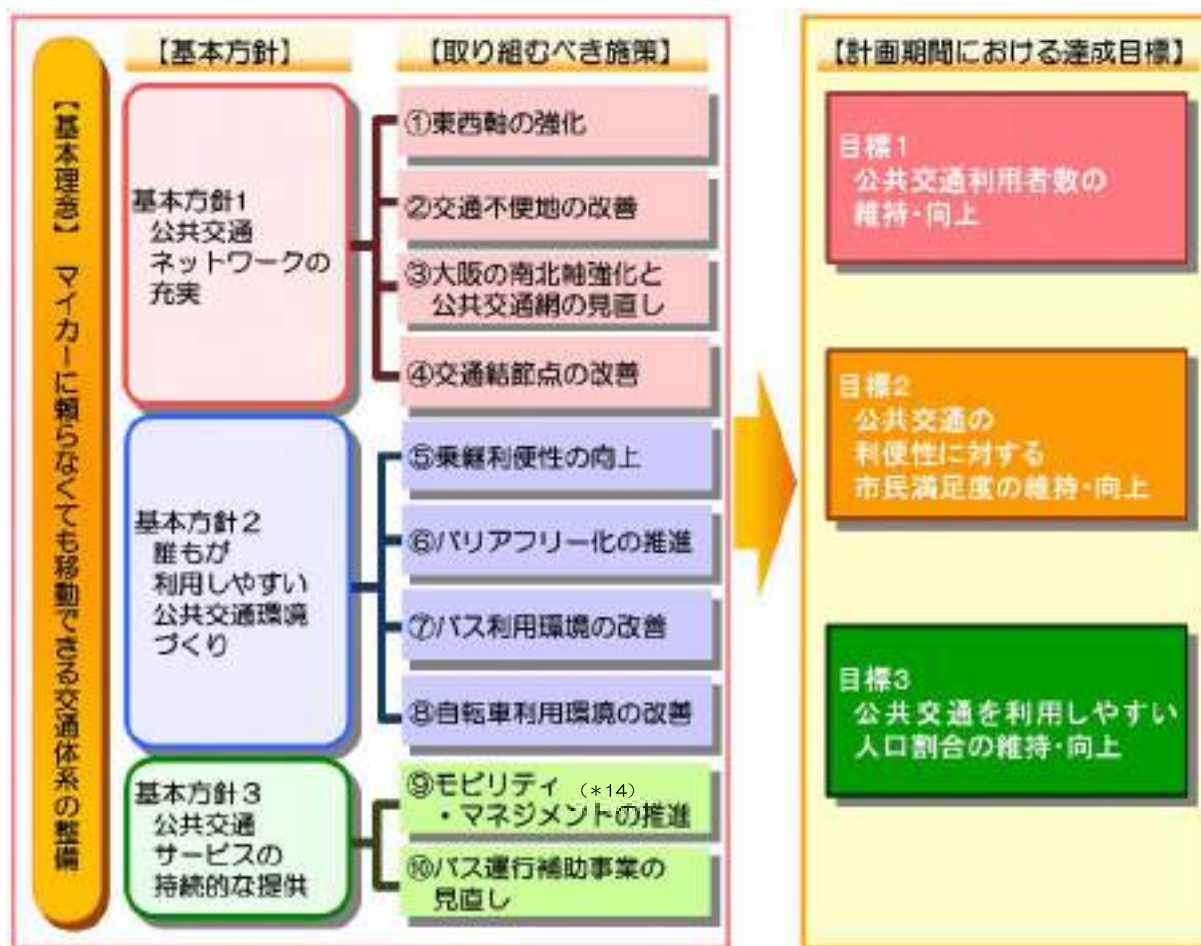 【基本理念】 マイカーに頼らなくても移動できる交通体系の整備
【基本方針】
基本方針1
公共交通
ネットワークの
充実
基本方針2
誰もが
利用しやすい
公共交通環境
づくり
基本方針3
公共交通
サービスの
持続的な提供
【取り組むべき施策】
①東西軸の強化
②交通不便地の改善
③大阪の南北軸強化と
公共交通網の見直し
④交通結節点の改善
⑤乗継利便性の向上
⑥バリアフリー化の推進
⑦バス利用環境の改善
⑧自転車利用環境の改善
⑨モビリティ (*14)
・マネジメントの推進
⑩バス運行補助事業の
見直し
【計画期間における達成目標】
目標1
公共交通利用者数の
維持・向上
目標2
公共交通の
利便性に対する
市民満足度の維持・向上
目標3
公共交通を利用しやすい
人口割合の維持・向上